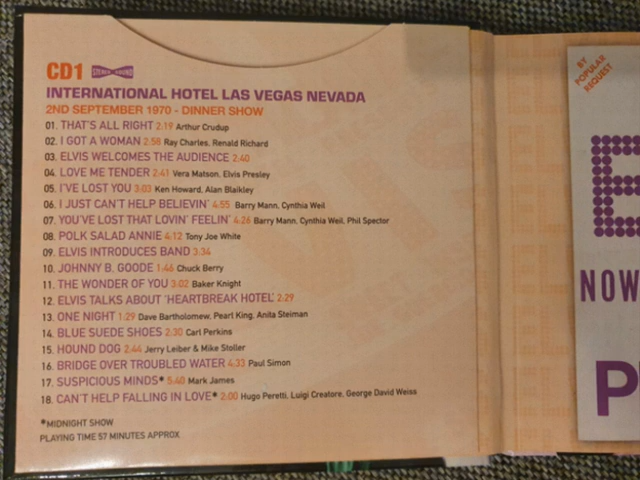 CD1 STEREO SOUND
INTERNATIONAL HOTEL LAS VEGAS NEVADA
2ND SEPTEMBER 1970 - DINNER SHOW
01. THAT'S ALL RIGHT 2:19 Arthur Crudup
02. I GOT A WOMAN 2:58 Ray Charles, Renald Richard
03. ELVIS WELCOMES THE AUDIENCE 2.40
04. LOVE ME TENDER 2:41 Vera Matson, Elvis Presley
05. I'VE LOST YOU 3:03 Ken Howard, Alan Blaikley
06. I JUST CAN'T HELP BELIEVIN' 4:55 Barry Mann, Cynthia Weil
07. YOU'VE LOST THAT LOVIN' FEELIN' 4:26 Barry Mann, Cynthia Weil, Phil Spector
08. POLK SALAD ANNIE 4:12 Tony Joe White
09. ELVIS INTRODUCES BAND 3:34
10. JOHNNY B. GOODE 1:46 Chuck Berry
11. THE WONDER OF YOU 3:02 Baker Knight
12. ELVIS TALKS ABOUT 'HEARTBREAK HOTEL' 2:29
13. ONE NIGHT 1:29 Dave Bartholomew, Pearl King, Anita Steiman
14. BLUE SUEDE SHOES 2:30 Carl Perkins
15. HOUND DOG 2:44 Jerry Leiber & Mike Stoller
16. BRIDGE OVER TROUBLED WATER 4:33 Paul Simon
17. SUSPICIOUS MINDS* 5:40 Mark James
18. CAN'T HELP FALLING IN LOVE* 2:00 Hugo Peretti, Luigi Creatore, George David Weiss
*MIDNIGHT SHOW
PLAYING TIME 57 MINUTES APPROX
BY
POPULAR
REQUEST
E
NOW
P